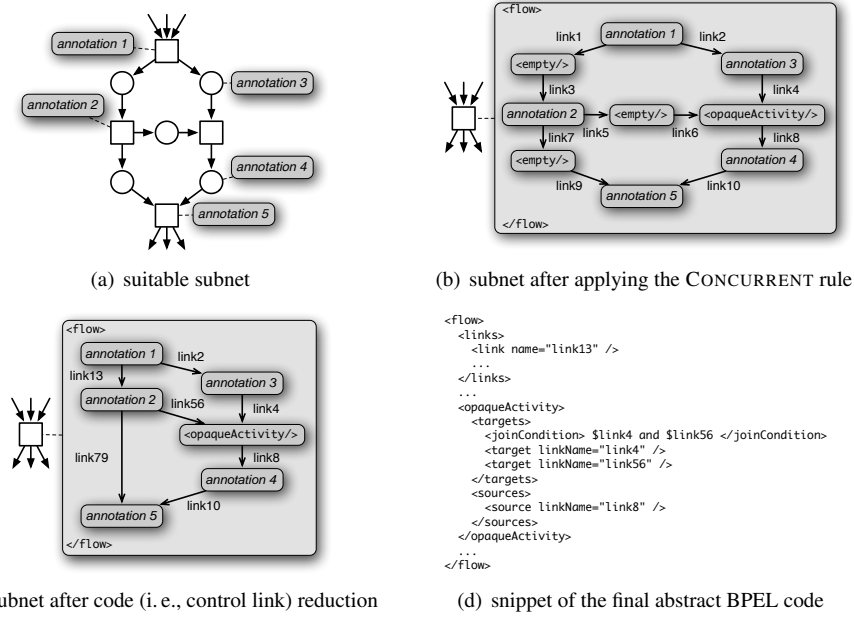 annotation 1
annotation 3
annotation 2
annotation 4
annotation 5
(a) suitable subnet
<flow>
annotation 1
link1
link2
<empty/>
annotation 3
link3
link4
annotation 2
<empty/>
<opaqueActivity/>
link5
link6
link7
link8
<empty/>
annotation 4
link9
link10
annotation 5
</flow>
(b) subnet after applying the CONCURRENT rule
<flow>
annotation 1
link2
link13
annotation 3
annotation 2
link56
link4
<opaqueActivity/>
link79
link8
annotation 4
link10
annotation 5
</flow>
ubnet after code (i. e., control link) reduction
<flow>
<links>
<link name="link13" />
...
</links>
...
<opaqueActivity>
<targets>
<joinCondition> $link4 and $link56 </joinCondition>
<target linkName="link4" />
<target linkName="link56" />
</targets>
<sources>
<source linkName="link8" />
</sources>
</opaqueActivity>
...
</flow>
(d) snippet of the final abstract BPEL code